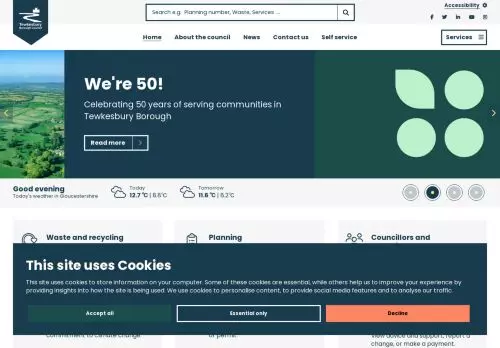 Tewkesbury
Borough Council
Search e.g. Planning number, Waste, Services ...
Accessibility
Home
About the council
News
Contact us
Self service
Services
We're 50!
Celebrating 50 years of serving communities in
Tewkesbury Borough
Read more
Good evening
Today's weather in Gloucestershire
Today
12.7 °C | 8.8°C
Tomorrow
11.6 °C | 6.2°C
Waste and recycling
Planning
Councillors and
This site uses Cookies
This site uses cookies to store information on your computer. Some of these cookies are essential, while others help us to improve your experience by
providing insights into how the site is being used. We use cookies to personalise content, to provide social media features and to analyse our traffic.
Accept all
Essential only
Decline
commitment to climate change.
or permit.
View advice and support, report a
change, or make a payment.